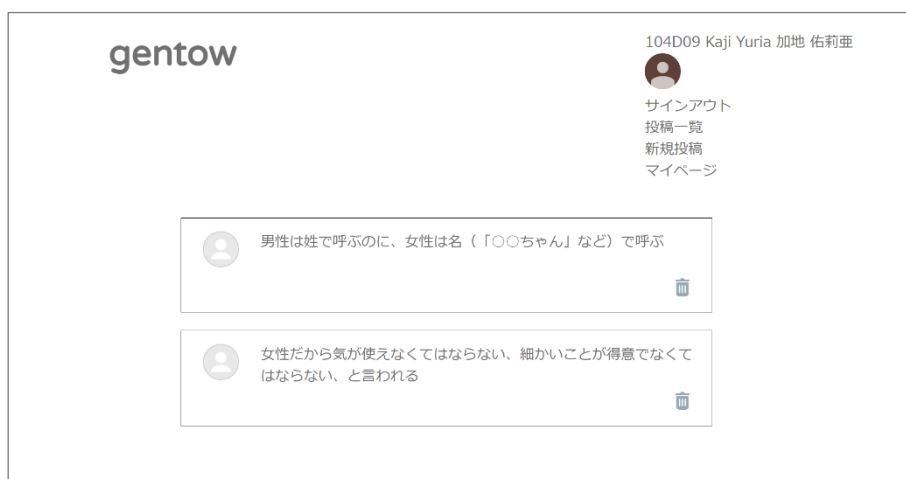 gentow
104D09 Kaji Yuria 加地 佑莉亜
サインアウト
投稿一覧
新規投稿
マイページ
男性は姓で呼ぶのに、女性は名（「○○ちゃん」など）で呼ぶ
女性だから気が使えなくてはならない、細かいことが得意でなくて
はならない、と言われる